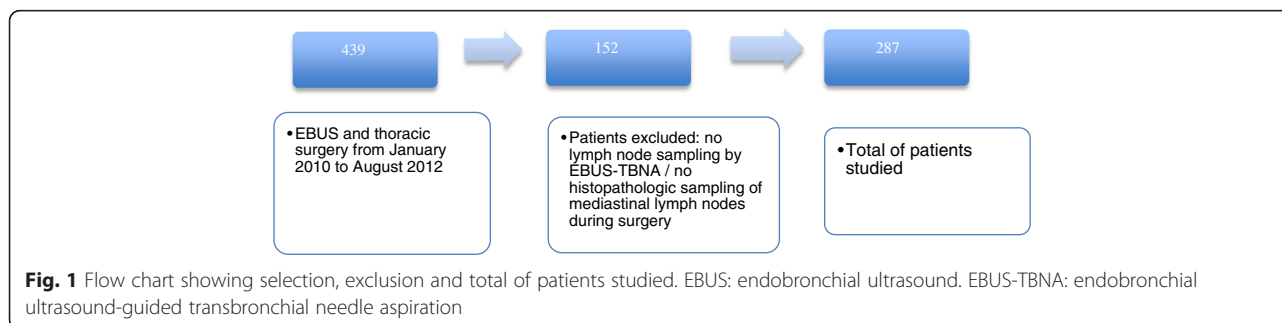 439
152
287
•EBUS and thoracic
surgery from January
2010 to August 2012
•Patients excluded: no
lymph node sampling by
EBUS-TBNA / no
histopathologic sampling of
mediastinal lymph nodes
during surgery
•Total of patients
studied
Fig. 1 Flow chart showing selection, exclusion and total of patients studied. EBUS: endobronchial ultrasound. EBUS-TBNA: endobronchial
ultrasound-guided transbronchial needle aspiration